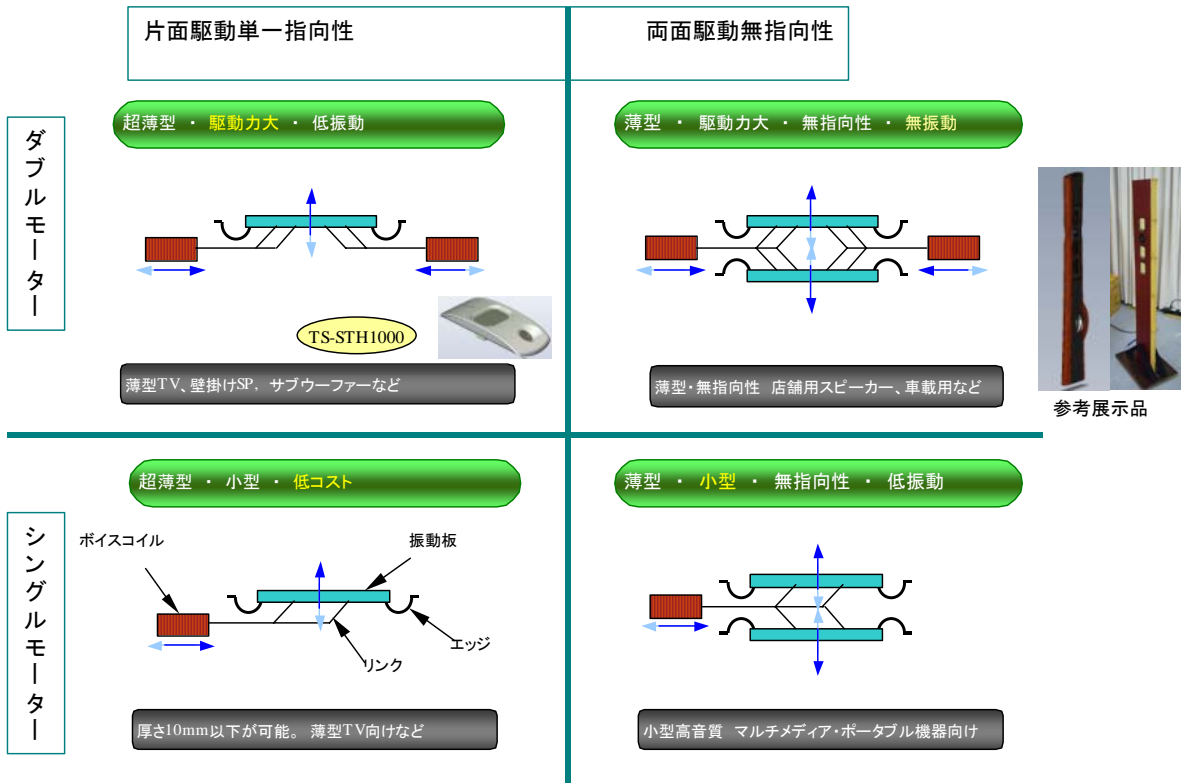 片面駆動単一指向性
両面駆動無指向性
ダブルモーター
超薄型 ・ 駆動力大 ・ 低振動
薄型 ・ 駆動力大 ・ 無指向性 ・ 無振動
TS-STH1000
薄型TV、壁掛けSP. サブウーファーなど
薄型・無指向性 店舗用スピーカー、車載用など
参考展示品
シングルモーター
超薄型 ・ 小型 ・ 低コスト
薄型 ・ 小型 ・ 無指向性 ・ 低振動
ボイスコイル
振動板
エッジ
リンク
厚さ10mm以下が可能。 薄型TV向けなど
小型高音質 マルチメディア・ポータブル機器向け